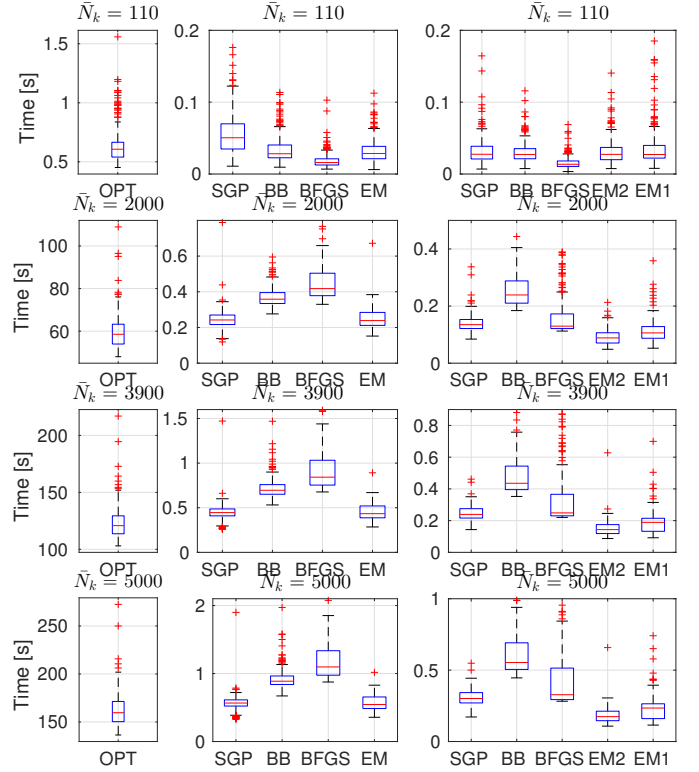 N̄_k = 110
N̄_k = 110
N̄_k = 110
Time [s]
1.5
1
0.5
OPT
0.2
0.1
0
SGP BB BFGS EM
0.2
0.1
0
SGP BB BFGS EM2 EM1
N̄_k = 2000
N̄_k = 2000
N̄_k = 2000
Time [s]
100
80
60
OPT
0.6
0.4
0.2
0
SGP BB BFGS EM
0.4
0.2
0
SGP BB BFGS EM2 EM1
N̄_k = 3900
N̄_k = 3900
N̄_k = 3900
Time [s]
200
150
100
OPT
1.5
1
0.5
0
SGP BB BFGS EM
0.8
0.6
0.4
0.2
0
SGP BB BFGS EM2 EM1
N̄_k = 5000
N̄_k = 5000
N̄_k = 5000
Time [s]
250
200
150
OPT
2
1
0
SGP BB BFGS EM
1
0.5
0
SGP BB BFGS EM2 EM1